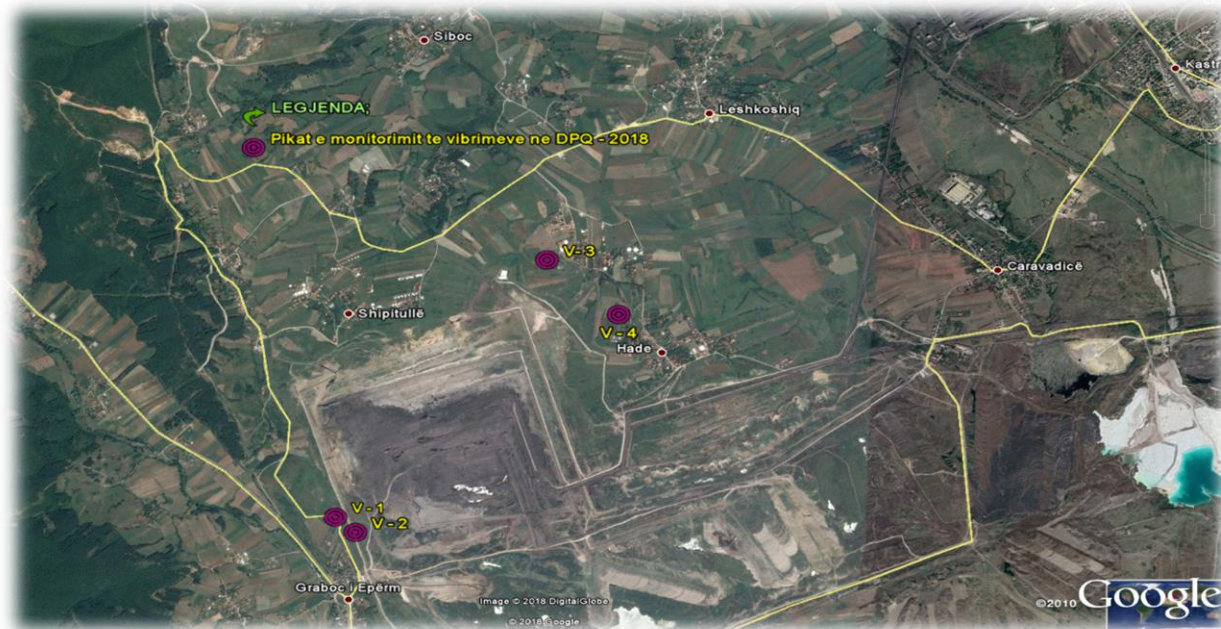 Siboc
Kastr
LEGJENDA;
Leshkoshiq
Pikat e monitorimit te vibrimeve ne DPQ - 2018
V- 3
Caravadicë
Shipitullë
V- 4
Hade
V - 1
V - 2
Graboc i Epërm
Image © 2018 DigitalGlobe
© 2018 Google
©2010 Google